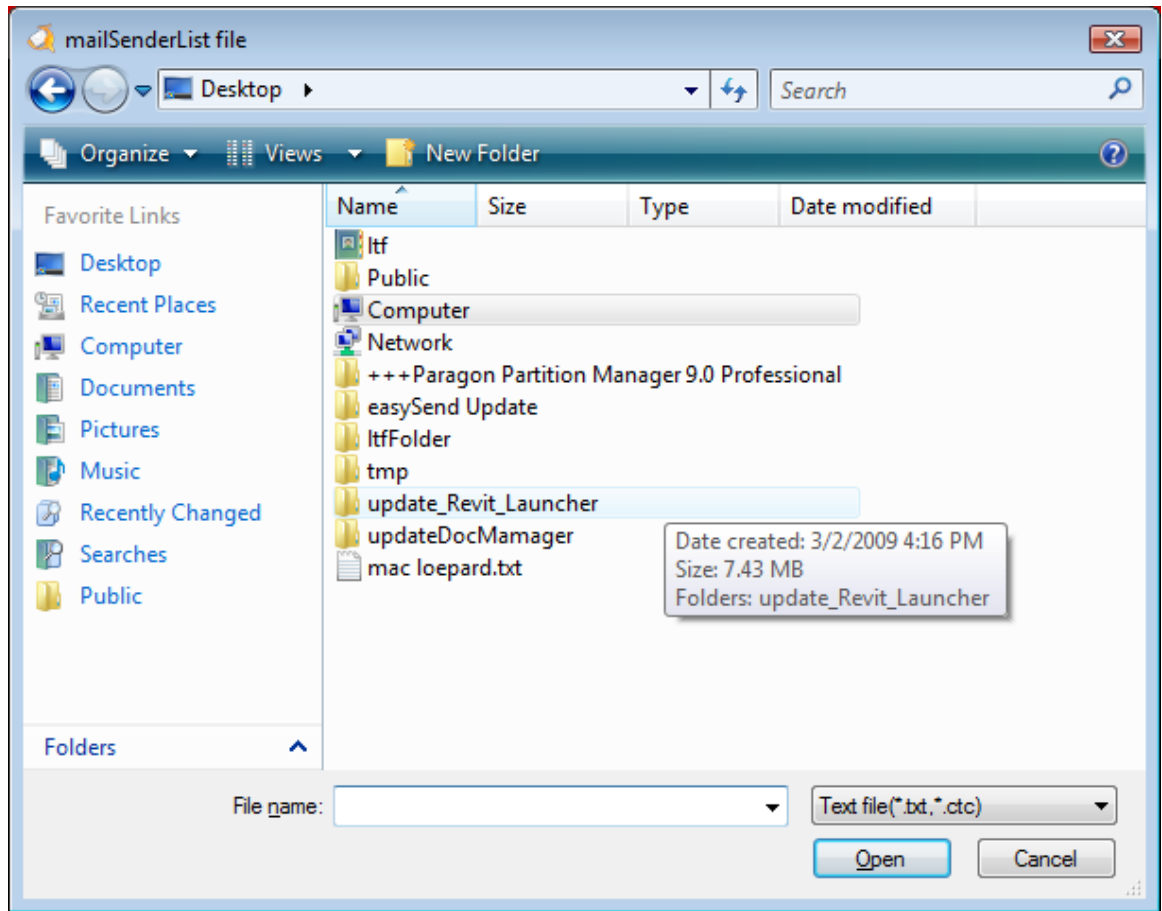 mailSenderList file
Desktop
Search
Organize Views New Folder
Favorite Links
Desktop
Recent Places
Computer
Documents
Pictures
Music
Recently Changed
Searches
Public
Folders
Name Size Type Date modified
ltf
Public
Computer
Network
+++Paragon Partition Manager 9.0 Professional
easySend Update
ltfFolder
tmp
update_Revit_Launcher
updateDocMamager
mac loepard.txt
Date created: 3/2/2009 4:16 PM
Size: 7.43 MB
Folders: update_Revit_Launcher
File name:
Text file(*.txt,*.ctc)
Open Cancel